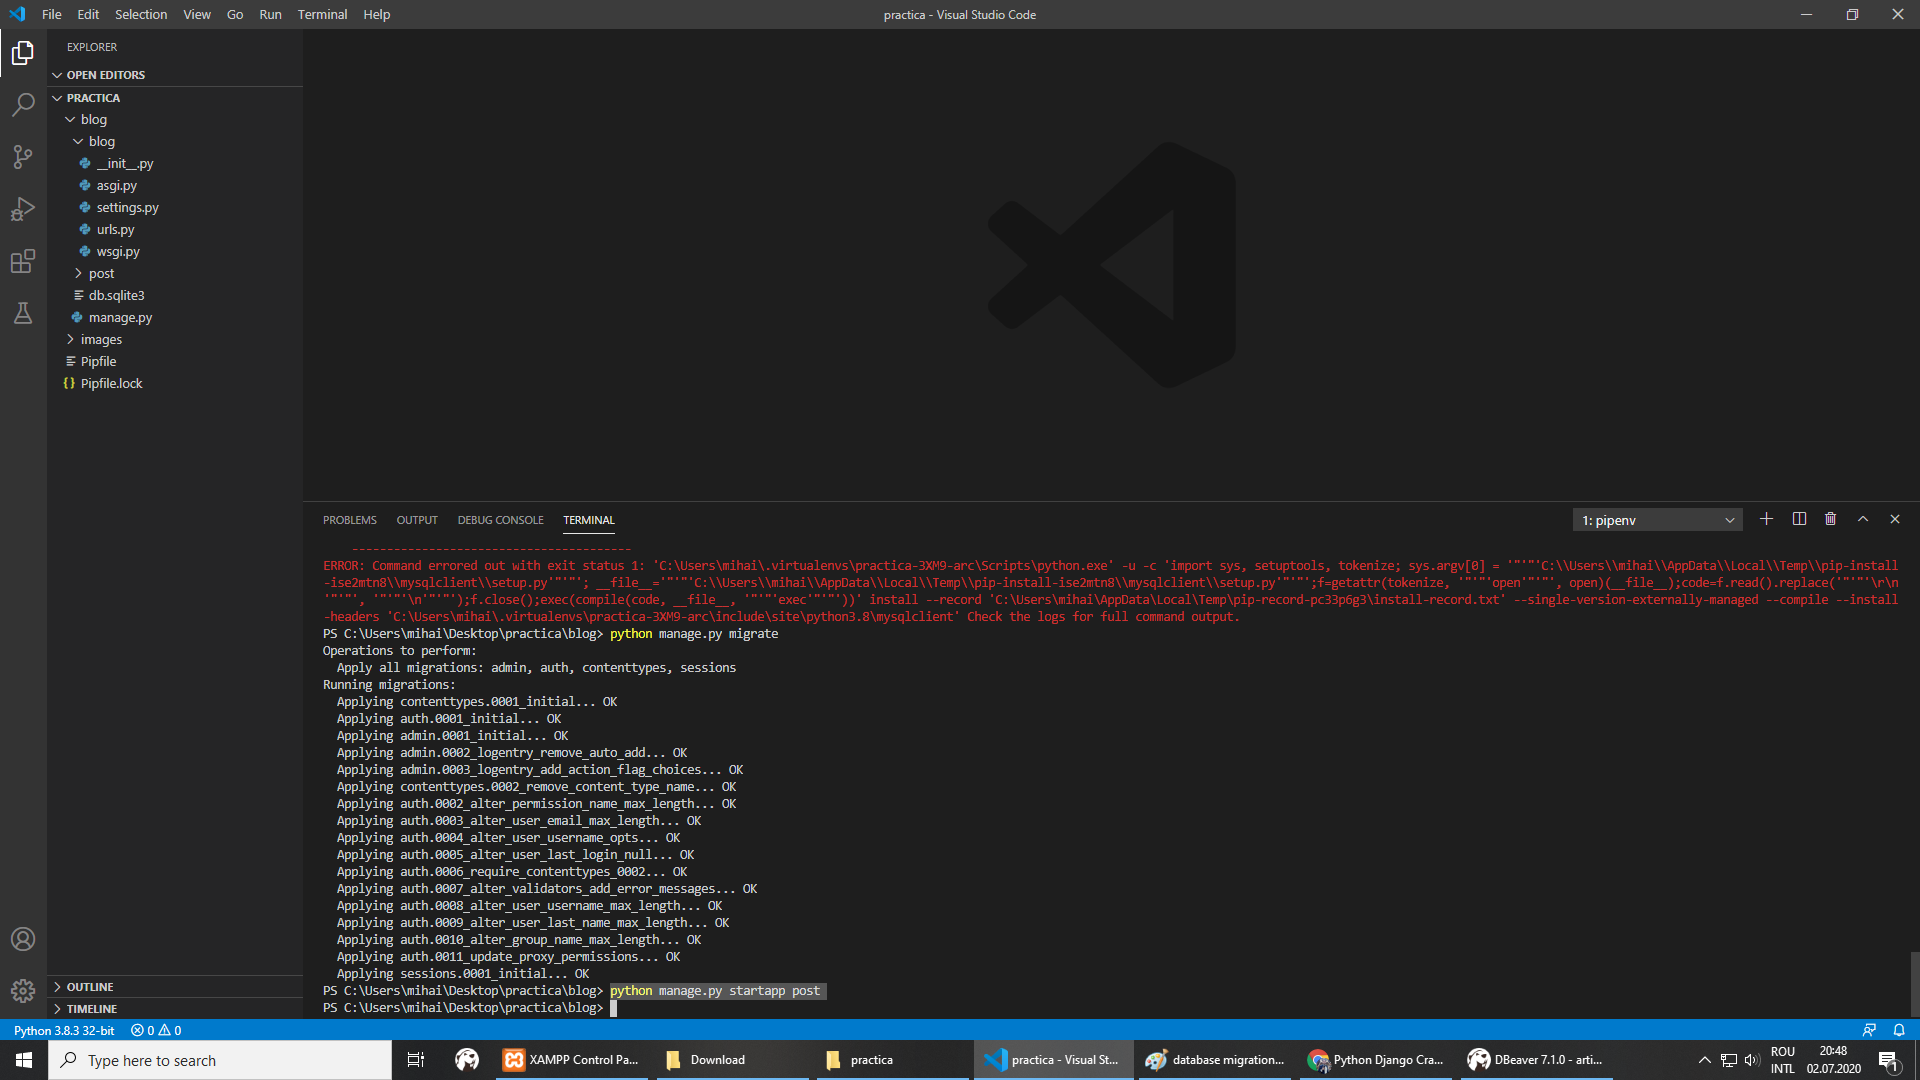 File Edit Selection View Go Run Terminal Help
practica - Visual Studio Code
EXPLORER
OPEN EDITORS
PRACTICA
blog
blog
__init__.py
asgi.py
settings.py
urls.py
wsgi.py
post
db.sqlite3
manage.py
images
Pipfile
{} Pipfile.lock
OUTLINE
TIMELINE
PROBLEMS OUTPUT DEBUG CONSOLE TERMINAL
1: pipenv
----------------------------------------
ERROR: Command errored out with exit status 1: 'C:\Users\mihai\.virtualenvs\practica-3XM9-arc\Scripts\python.exe' -u -c 'import sys, setuptools, tokenize; sys.argv[0] = '"'"'C:\\Users\\mihai\\AppData\\Local\\Temp\\pip-install
-ise2mtn8\\mysqlclient\\setup.py'"'"'; __file__='"'"'C:\\Users\\mihai\\AppData\\Local\\Temp\\pip-install-ise2mtn8\\mysqlclient\\setup.py'"'"';f=getattr(tokenize, '"'"'open'"'"', open)(__file__);code=f.read().replace('"'"'\r\n
'"'"', '"'"'\n'"'"');f.close();exec(compile(code, __file__, '"'"'exec'"'"'))' install --record 'C:\Users\mihai\AppData\Local\Temp\pip-record-pc33p6g3\install-record.txt' --single-version-externally-managed --compile --install
-headers 'C:\Users\mihai\.virtualenvs\practica-3XM9-arc\include\site\python3.8\mysqlclient' Check the logs for full command output.
PS C:\Users\mihai\Desktop\practica\blog> python manage.py migrate
Operations to perform:
Apply all migrations: admin, auth, contenttypes, sessions
Running migrations:
Applying contenttypes.0001_initial... OK
Applying auth.0001_initial... OK
Applying admin.0001_initial... OK
Applying admin.0002_logentry_remove_auto_add... OK
Applying admin.0003_logentry_add_action_flag_choices... OK
Applying contenttypes.0002_remove_content_type_name... OK
Applying auth.0002_alter_permission_name_max_length... OK
Applying auth.0003_alter_user_email_max_length... OK
Applying auth.0004_alter_user_username_opts... OK
Applying auth.0005_alter_user_last_login_null... OK
Applying auth.0006_require_contenttypes_0002... OK
Applying auth.0007_alter_validators_add_error_messages... OK
Applying auth.0008_alter_user_username_max_length... OK
Applying auth.0009_alter_user_last_name_max_length... OK
Applying auth.0010_alter_group_name_max_length... OK
Applying auth.0011_update_proxy_permissions... OK
Applying sessions.0001_initial... OK
PS C:\Users\mihai\Desktop\practica\blog> python manage.py startapp post
PS C:\Users\mihai\Desktop\practica\blog>
Python 3.8.3 32-bit 0 0
Type here to search
XAMPP Control Pa...
Download
practica
practica - Visual St...
database migration...
Python Django Cra...
DBeaver 7.1.0 - arti...
ROU
INTL
20:48
02.07.2020
1